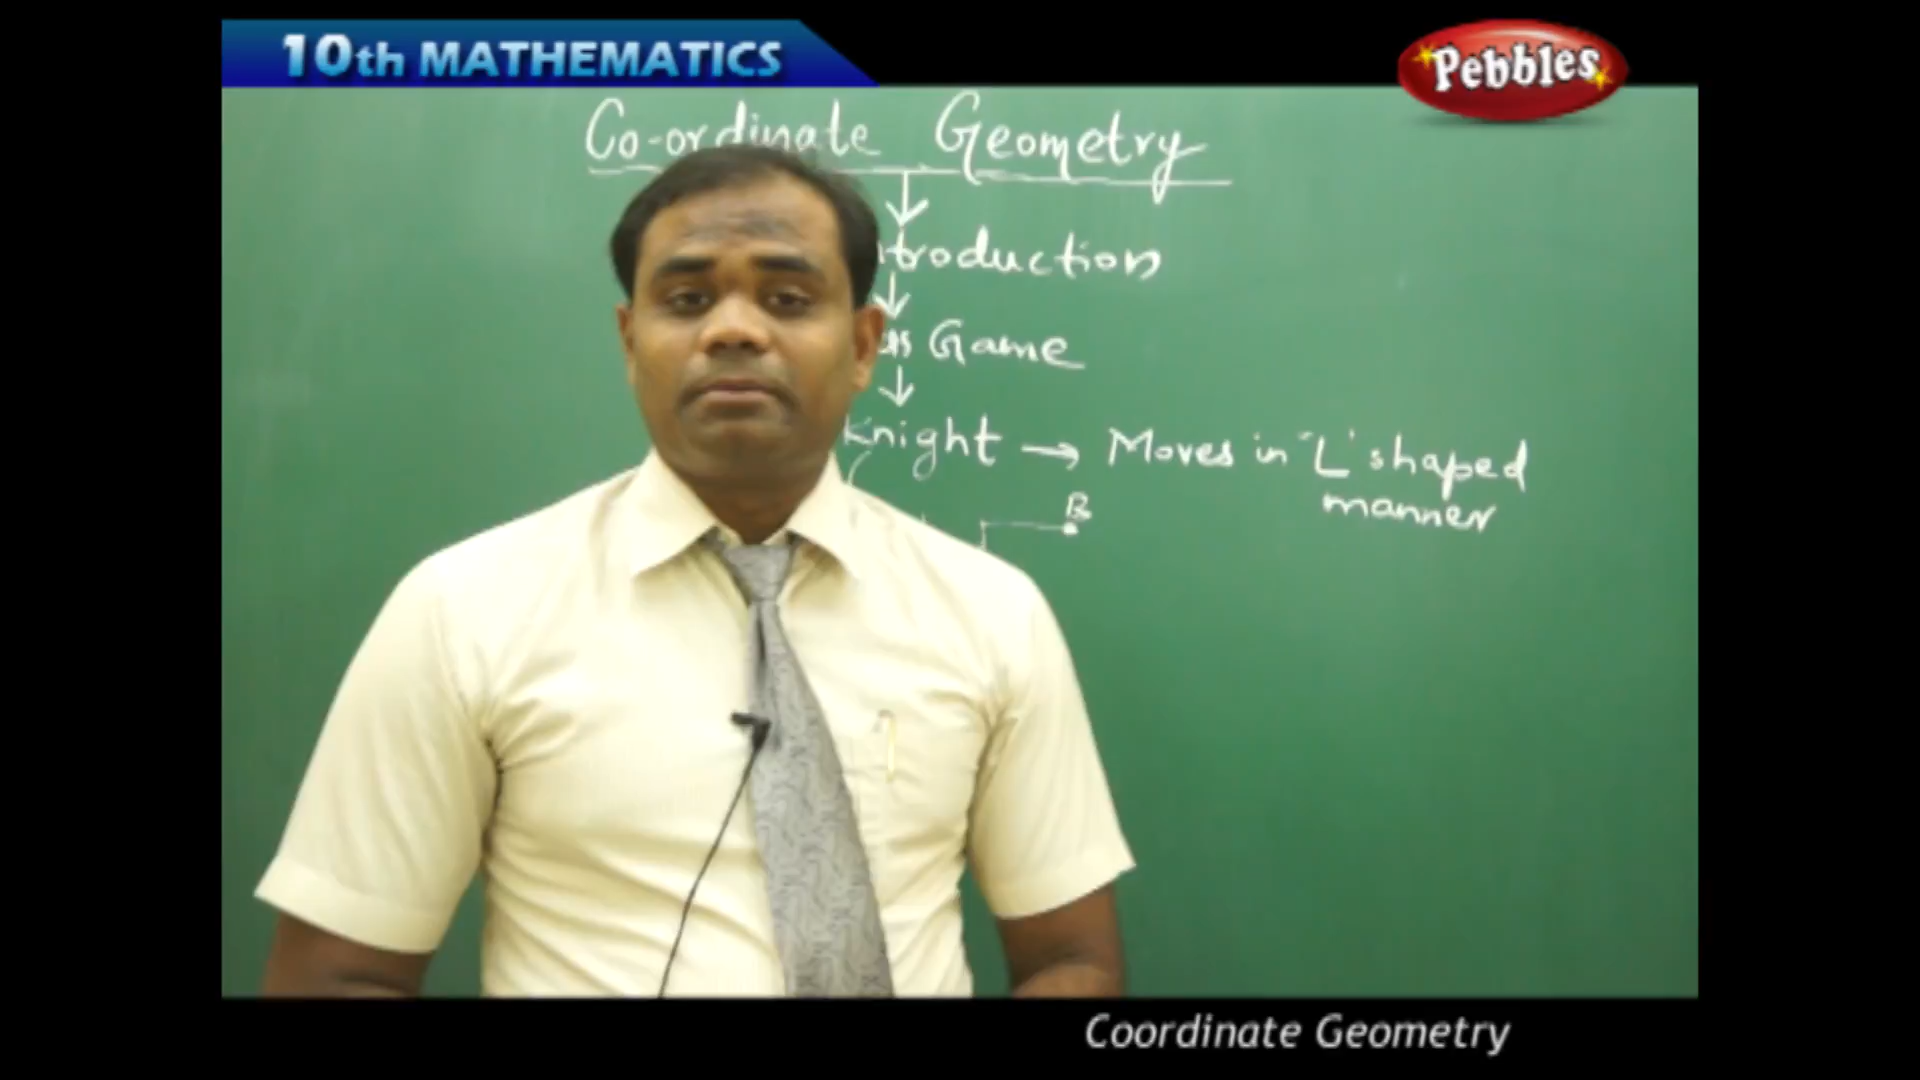 10th MATHEMATICS
Pebbles
Co-ordinate Geometry
Game
Knight → Moves in "L' shaped
manner
B
Coordinate Geometry